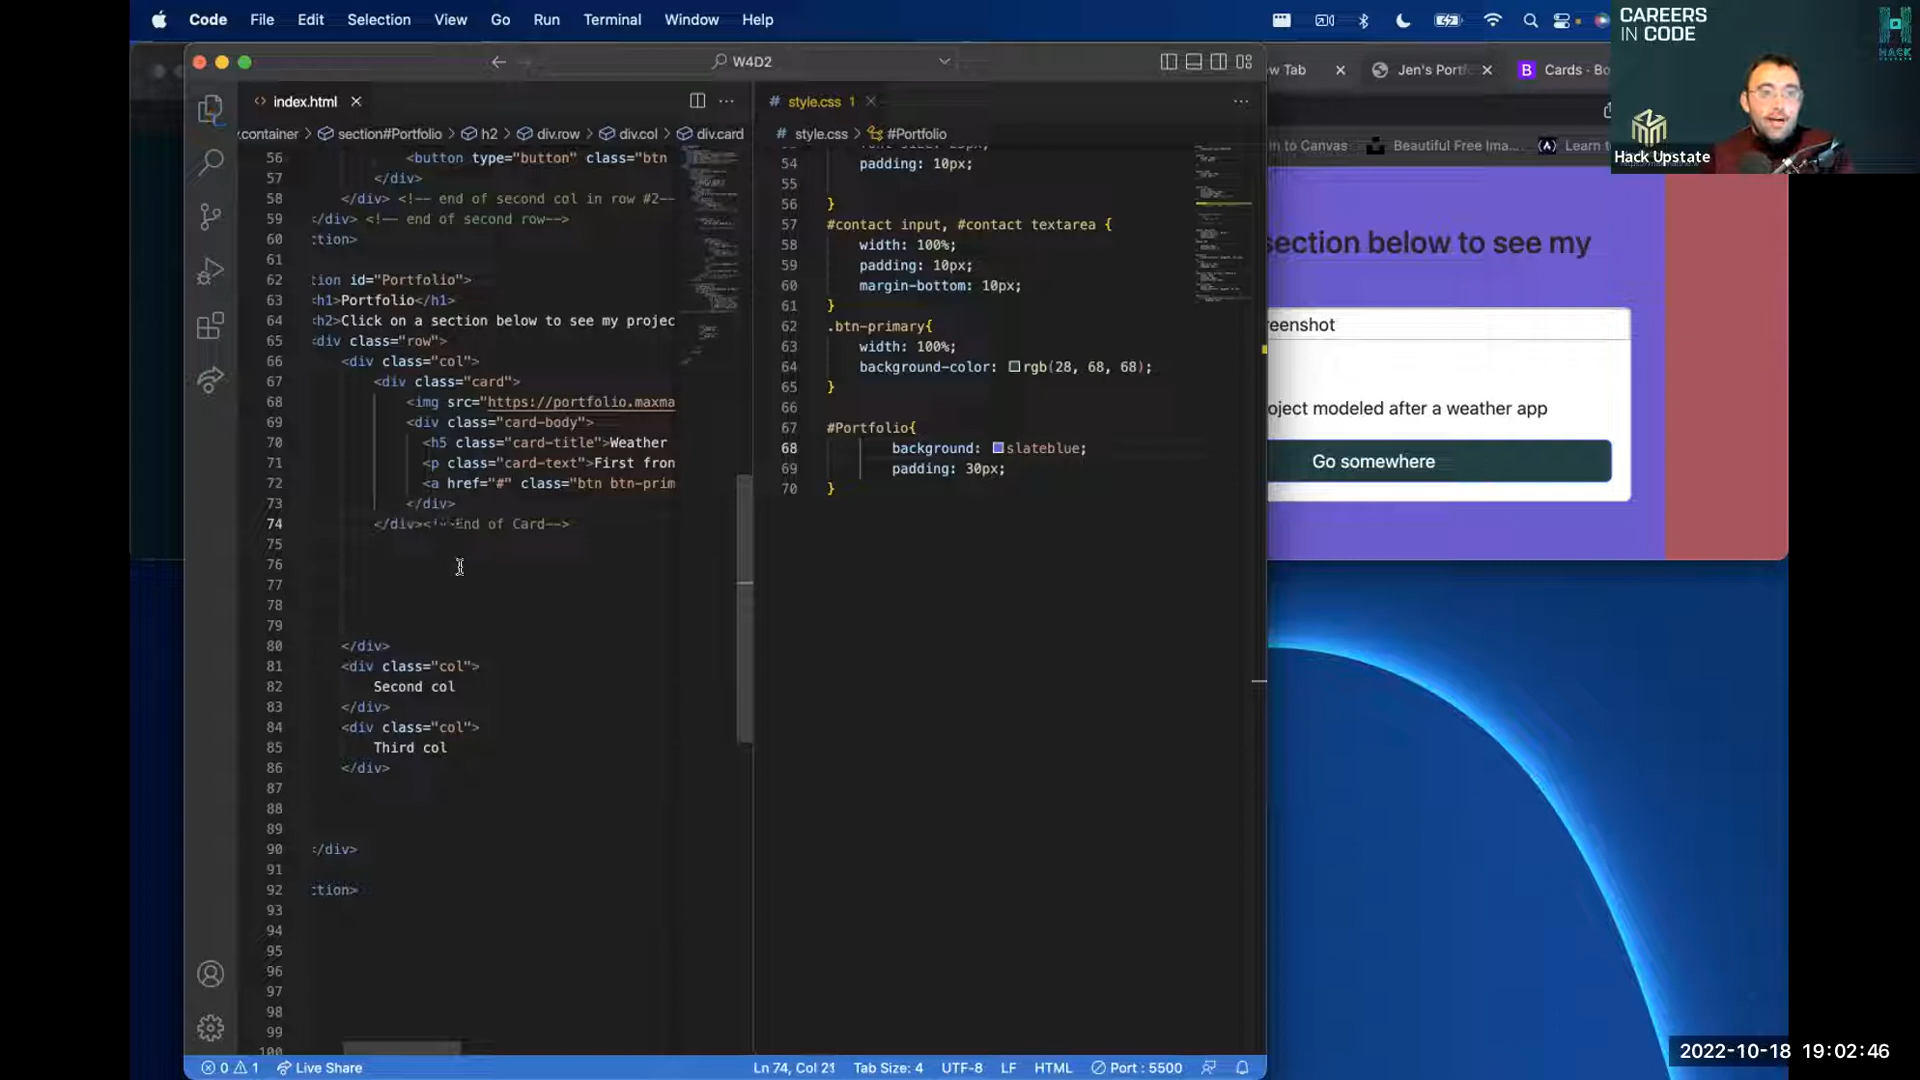 Code File Edit Selection View Go Run Terminal Window Help
CAREERS
IN CODE
HACK
UPSTATE
Hack Upstate
W4D2
w Tab
Jen's Portf
Cards - Bo
n to Canvas
Beautiful Free Ima...
Learn to
index.html
style.css 1
.container > section#Portfolio > h2 > div.row > div.col > div.card
style.css > #Portfolio
56 <button type="button" class="btn
57 </div>
58 </div> <!-- end of second col in row #2--
59 </div> <!-- end of second row-->
60 ction>
61
62 tion id="Portfolio">
63 <h1>Portfolio</h1>
64 <h2>Click on a section below to see my projec
65 <div class="row">
66 <div class="col">
67 <div class="card">
68 <img src="https://portfolio.maxma
69 <div class="card-body">
70 <h5 class="card-title">Weather
71 <p class="card-text">First fron
72 <a href="#" class="btn btn-prim
73 </div>
74 </div><!--End of Card-->
75
76
77
78
79
80 </div>
81 <div class="col">
82 Second col
83 </div>
84 <div class="col">
85 Third col
86 </div>
87
88
89
90 </div>
91
92 ction>
93
94
95
96
97
98
99
100
54 padding: 10px;
55
56 }
57 #contact input, #contact textarea {
58 width: 100%;
59 padding: 10px;
60 margin-bottom: 10px;
61 }
62 .btn-primary{
63 width: 100%;
64 background-color: rgb(28, 68, 68);
65 }
66
67 #Portfolio{
68 background: slateblue;
69 padding: 30px;
70 }
section below to see my
reenshot
oject modeled after a weather app
Go somewhere
0 1 Live Share Ln 74, Col 21 Tab Size: 4 UTF-8 LF HTML Port : 5500
2022-10-18 19:02:46